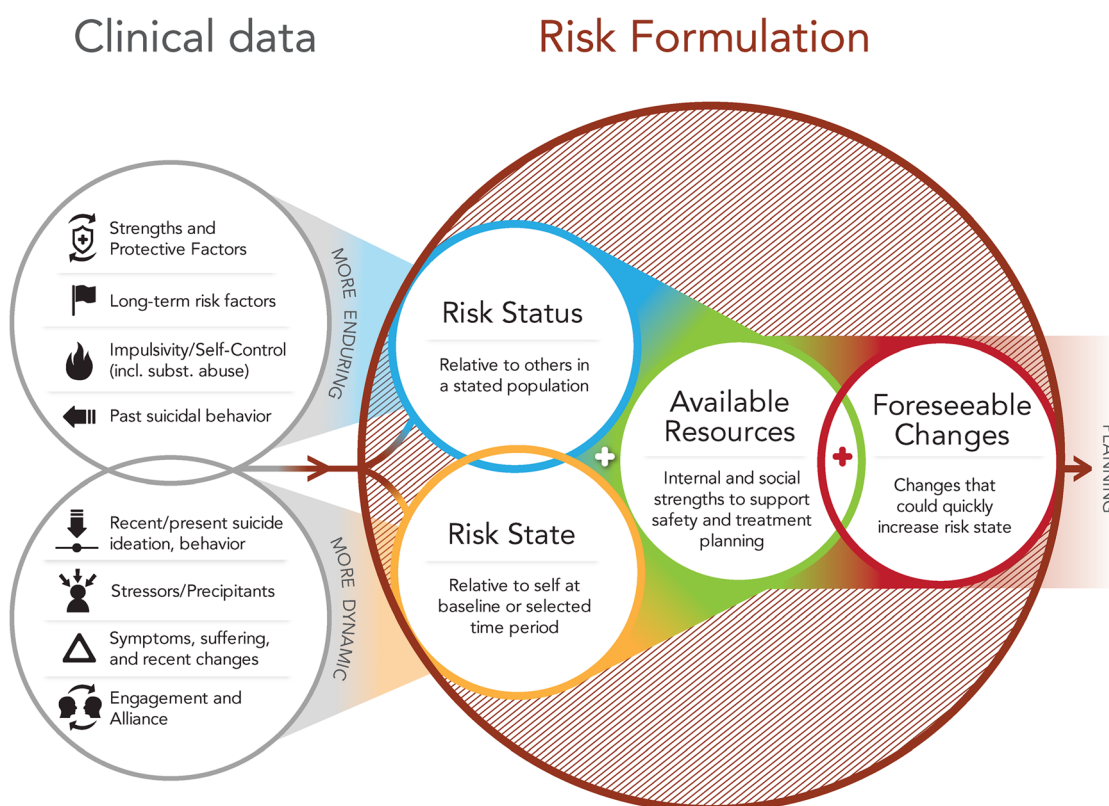 Clinical data
Risk Formulation
Strengths and
Protective Factors
Long-term risk factors
Impulsivity/Self-Control
(incl. subst. abuse)
Past suicidal behavior
MORE ENDURING
Recent/present suicide
ideation, behavior
Stressors/Precipitants
Symptoms, suffering,
and recent changes
Engagement and
Alliance
MORE DYNAMIC
Risk Status
Relative to others in
a stated population
Risk State
Relative to self at
baseline or selected
time period
+
Available
Resources
Internal and social
strengths to support
safety and treatment
planning
+
Foreseeable
Changes
Changes that
could quickly
increase risk state
PLANNING